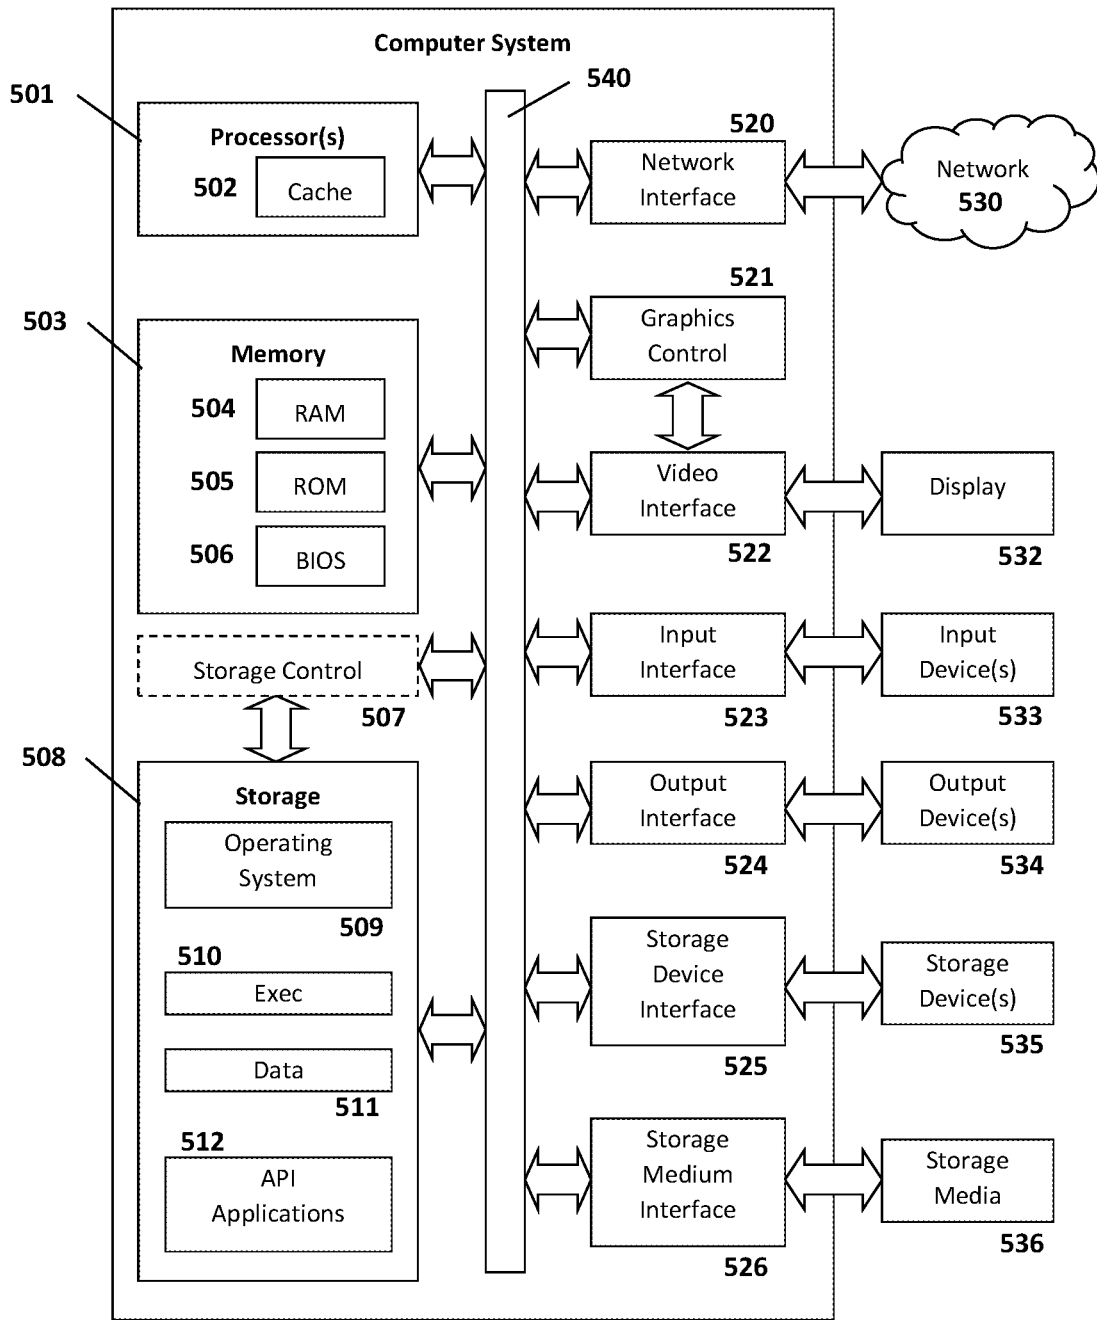 Computer System
540
501
Processor(s)
502
Cache
520
Network
Interface
Network
530
503
Memory
504
RAM
505
ROM
506
BIOS
521
Graphics
Control
Video
Interface
522
Display
532
Storage Control
507
Input
Interface
523
Input
Device(s)
533
508
Storage
Operating
System
509
510
Exec
Data
511
512
API
Applications
Output
Interface
524
Output
Device(s)
534
Storage
Device
Interface
525
Storage
Device(s)
535
Storage
Medium
Interface
526
Storage
Media
536